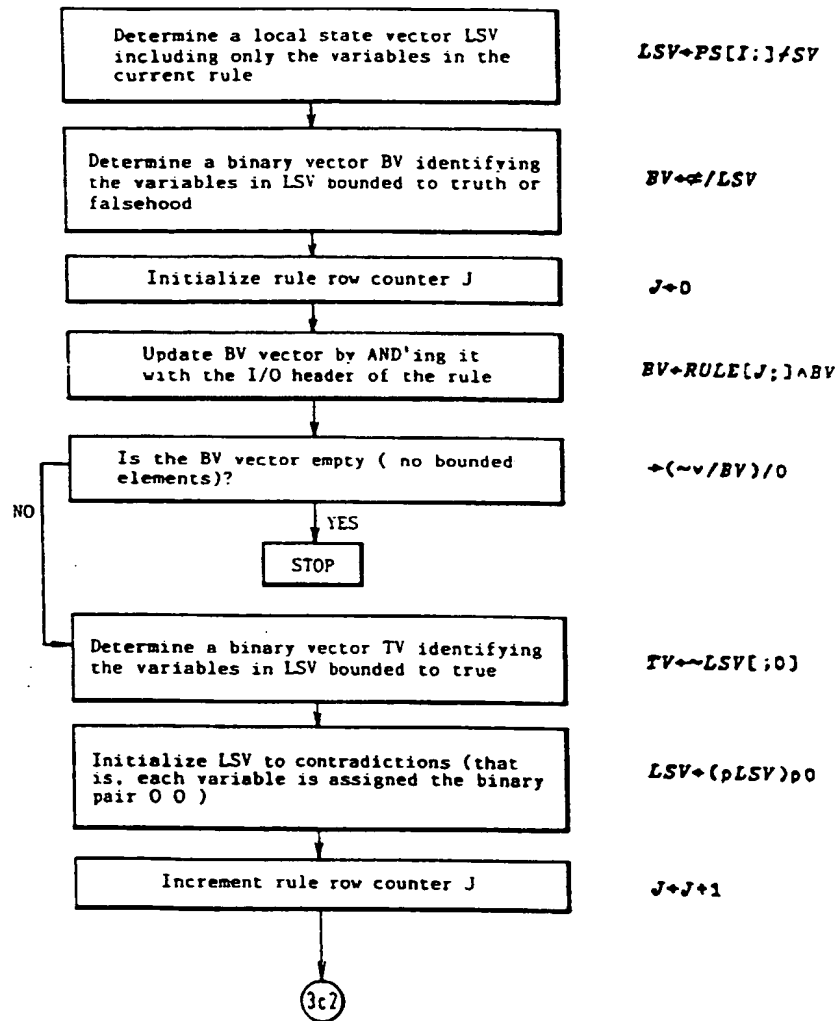 Determine a local state vector LSV
including only the variables in the
current rule
LSV←PS[I;]⌿SV
Determine a binary vector BV identifying
the variables in LSV bounded to truth or
falsehood
BV←≠/LSV
Initialize rule row counter J
J←0
Update BV vector by AND'ing it
with the I/O header of the rule
BV←RULE[J;]∧BV
Is the BV vector empty ( no bounded
elements)?
→(~∨/BV)/0
NO
YES
STOP
Determine a binary vector TV identifying
the variables in LSV bounded to true
TV←~LSV[;0]
Initialize LSV to contradictions (that
is, each variable is assigned the binary
pair 0 0 )
LSV←(⍴LSV)⍴0
Increment rule row counter J
J←J+1
3c2